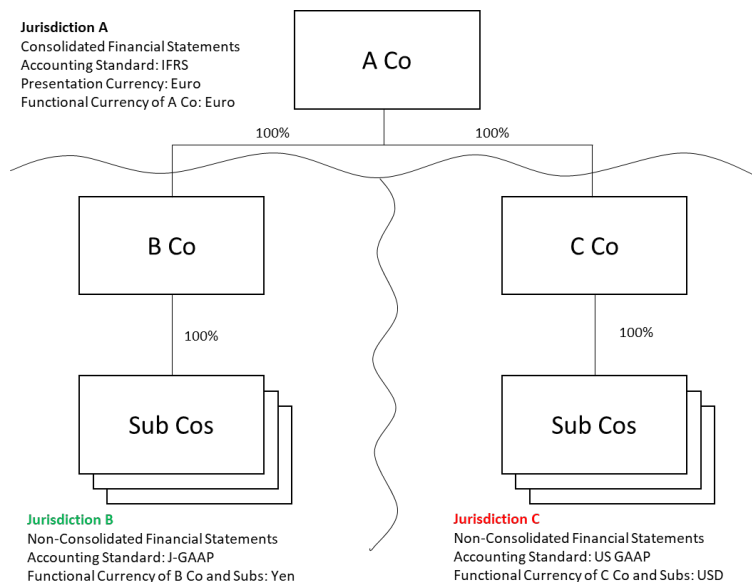 Jurisdiction A
Consolidated Financial Statements
Accounting Standard: IFRS
Presentation Currency: Euro
Functional Currency of A Co: Euro
A Co
100%
100%
B Co
C Co
100%
100%
Sub Cos
Sub Cos
Jurisdiction B
Non-Consolidated Financial Statements
Accounting Standard: J-GAAP
Functional Currency of B Co and Subs: Yen
Jurisdiction C
Non-Consolidated Financial Statements
Accounting Standard: US GAAP
Functional Currency of C Co and Subs: USD